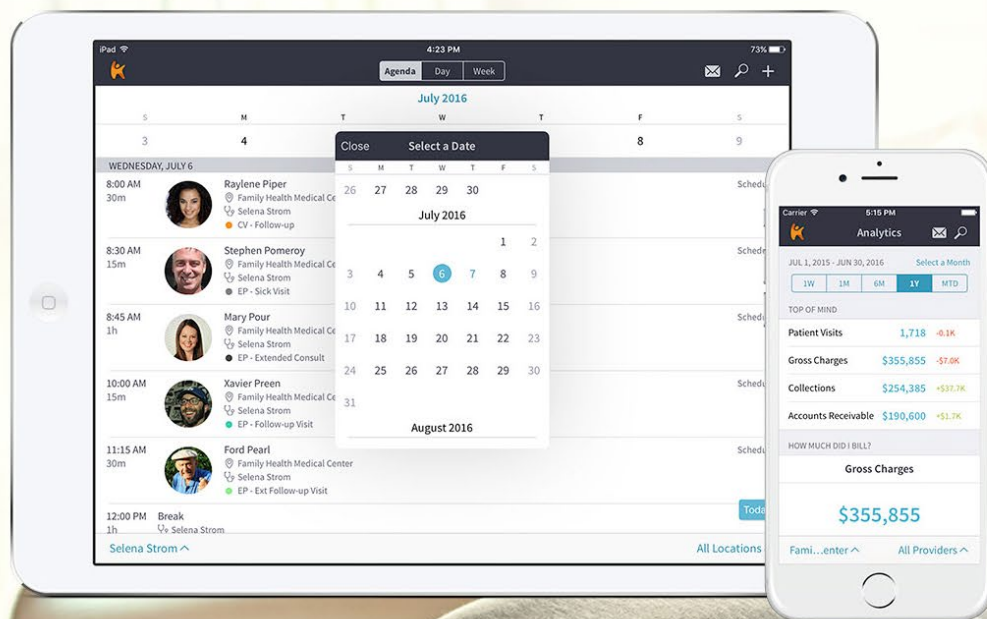 iPad 4:23 PM 73%
Agenda Day Week
July 2016
S M T W T F S
3 4 8 9
WEDNESDAY, JULY 6
8:00 AM Raylene Piper
30m Family Health Medical Ce
Selena Strom
CV - Follow-up
8:30 AM Stephen Pomeroy
15m Family Health Medical Ce
Selena Strom
EP - Sick Visit
8:45 AM Mary Pour
1h Family Health Medical Ce
Selena Strom
EP - Extended Consult
10:00 AM Xavier Preen
15m Family Health Medical Ce
Selena Strom
EP - Follow-up Visit
11:15 AM Ford Pearl
30m Family Health Medical Center
Selena Strom
EP - Ext Follow-up Visit
12:00 PM Break
1h Selena Strom
Selena Strom All Locations
Close Select a Date
S M T W T F S
26 27 28 29 30
July 2016
1 2
3 4 5 6 7 8 9
10 11 12 13 14 15 16
17 18 19 20 21 22 23
24 25 26 27 28 29 30
31
August 2016
Carrier 5:15 PM
Analytics
JUL 1, 2015 - JUN 30, 2016 Select a Month
1W 1M 6M 1Y MTD
TOP OF MIND
Patient Visits 1,718 -0.1K
Gross Charges $355,855 -$7.0K
Collections $254,385 +$37.7K
Accounts Receivable $190,600 +$1.7K
HOW MUCH DID I BILL?
Gross Charges
$355,855
Fami...enter All Providers